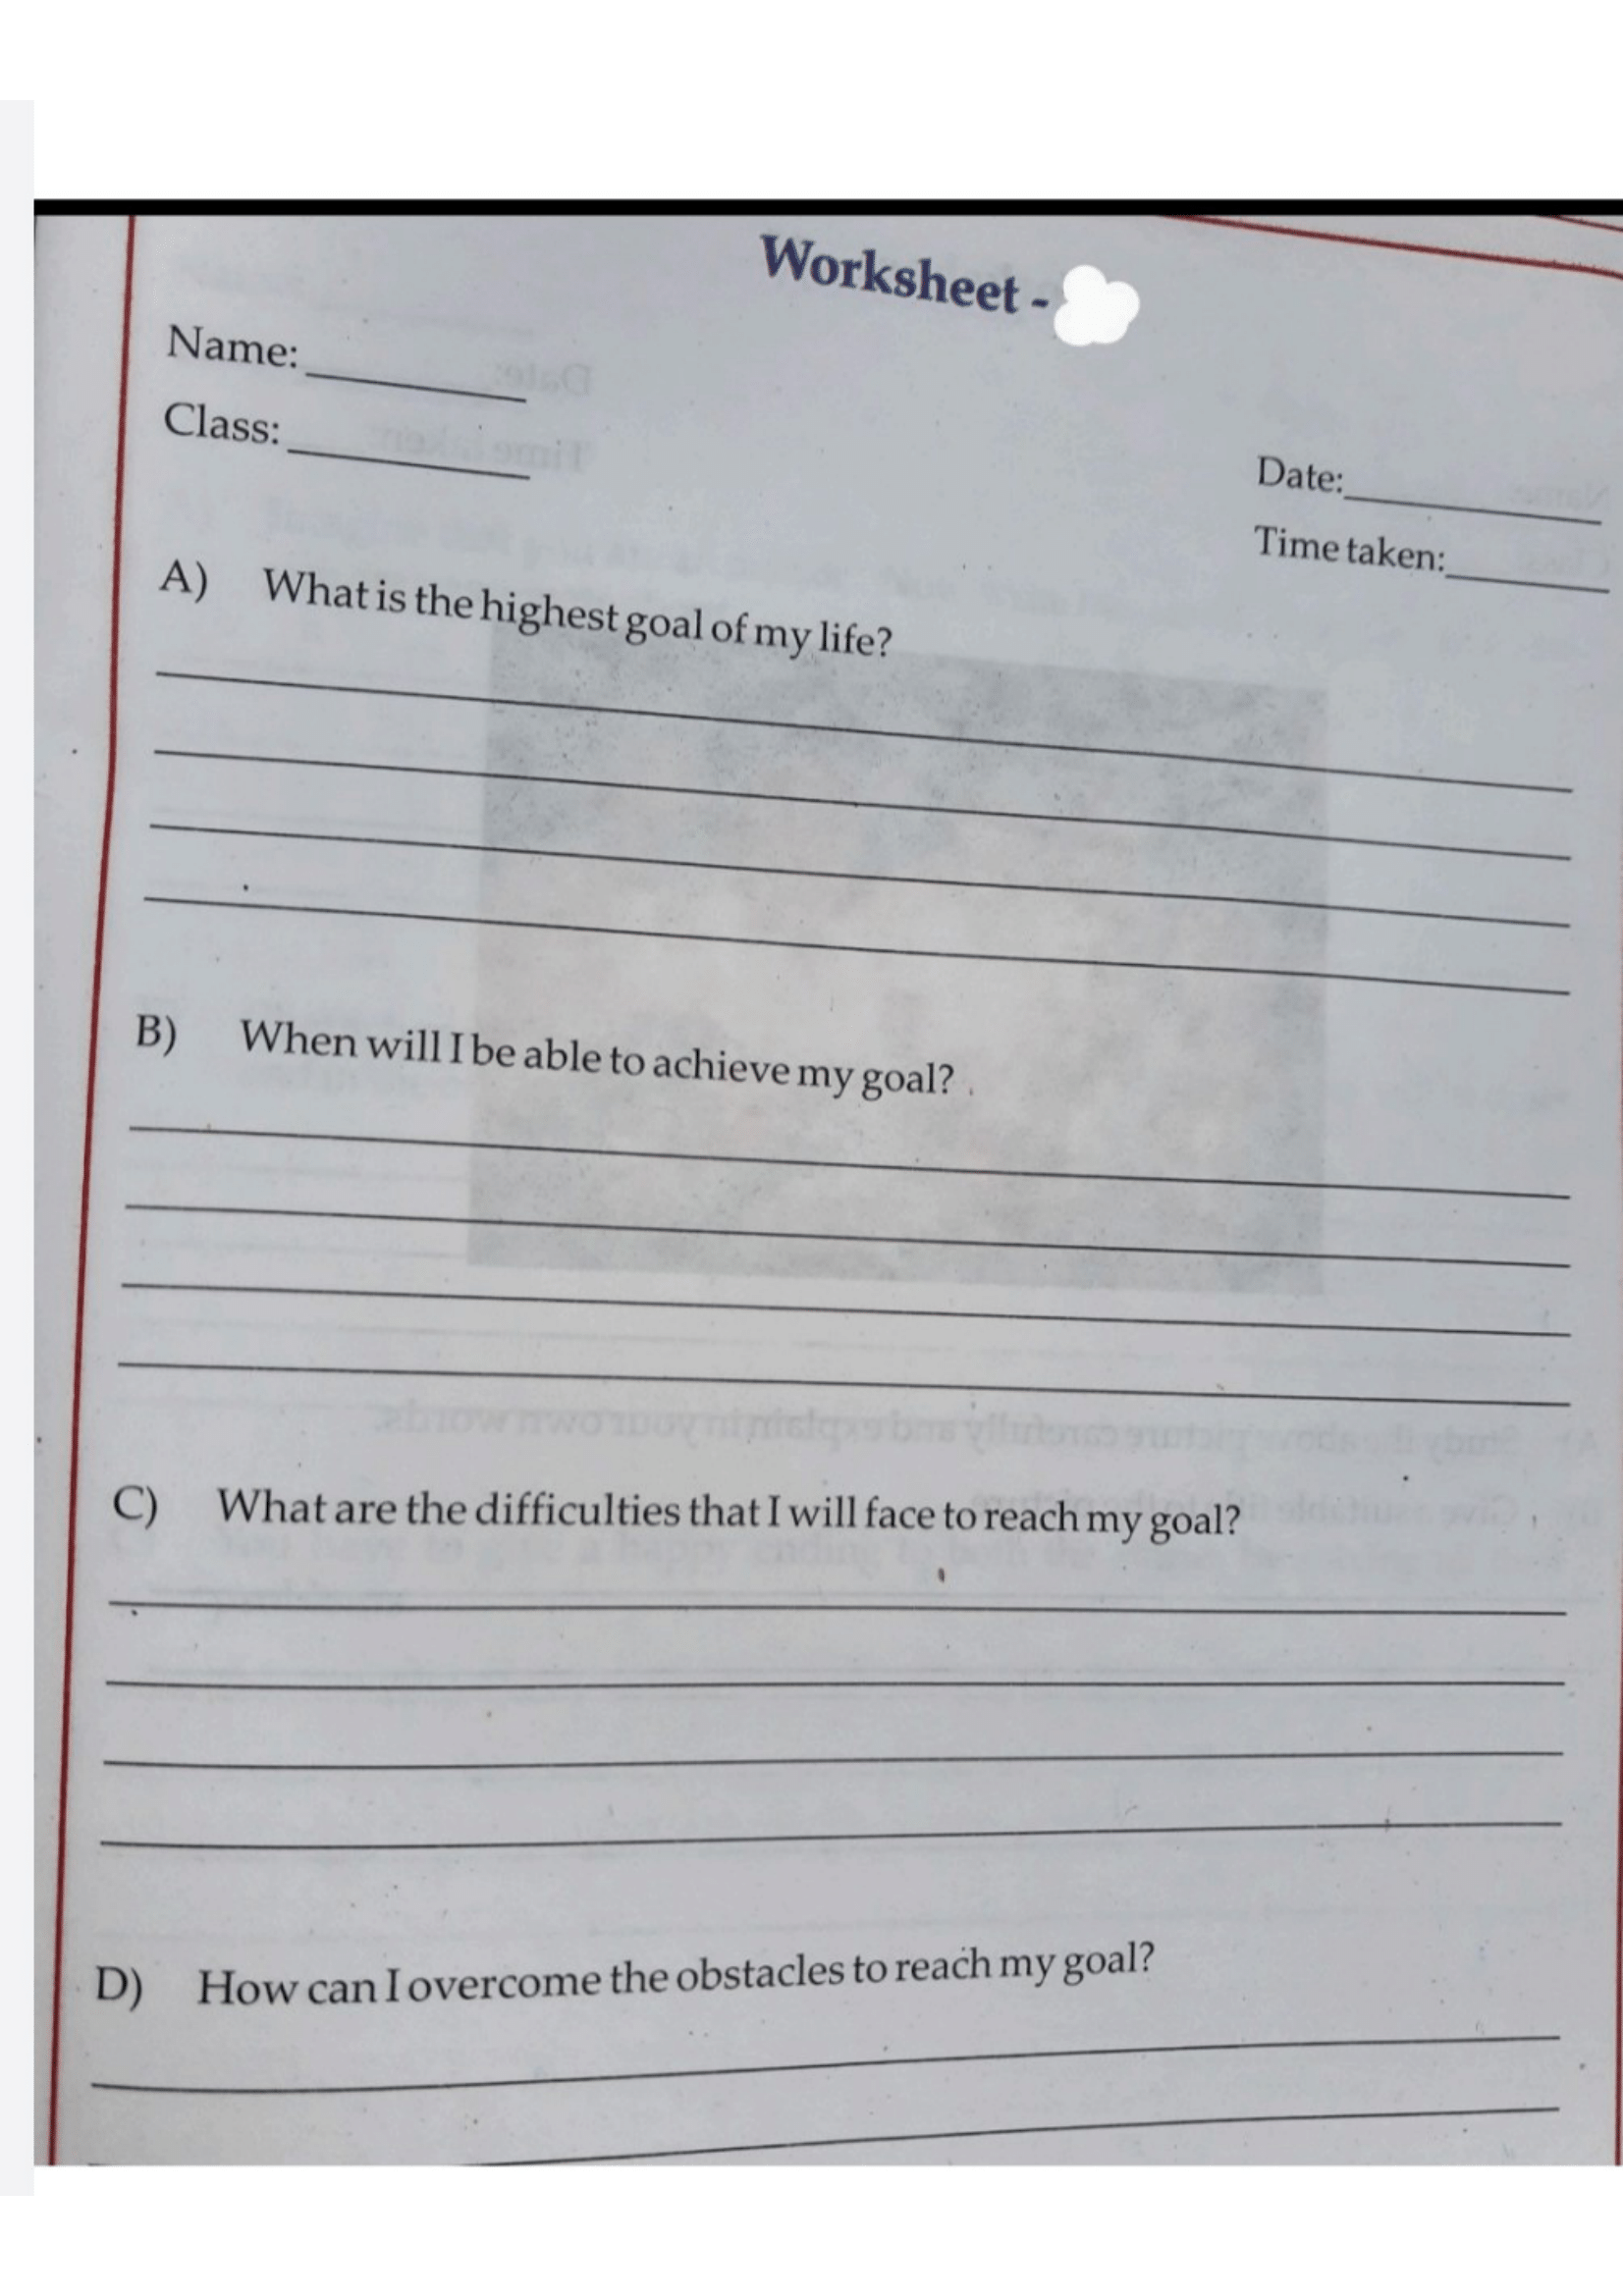 Worksheet -
Name:
Class:
Date:
Time taken:
A) What is the highest goal of my life?
B) When will I be able to achieve my goal? .
C) What are the difficulties that I will face to reach my goal?
D) How can I overcome the obstacles to reach my goal?